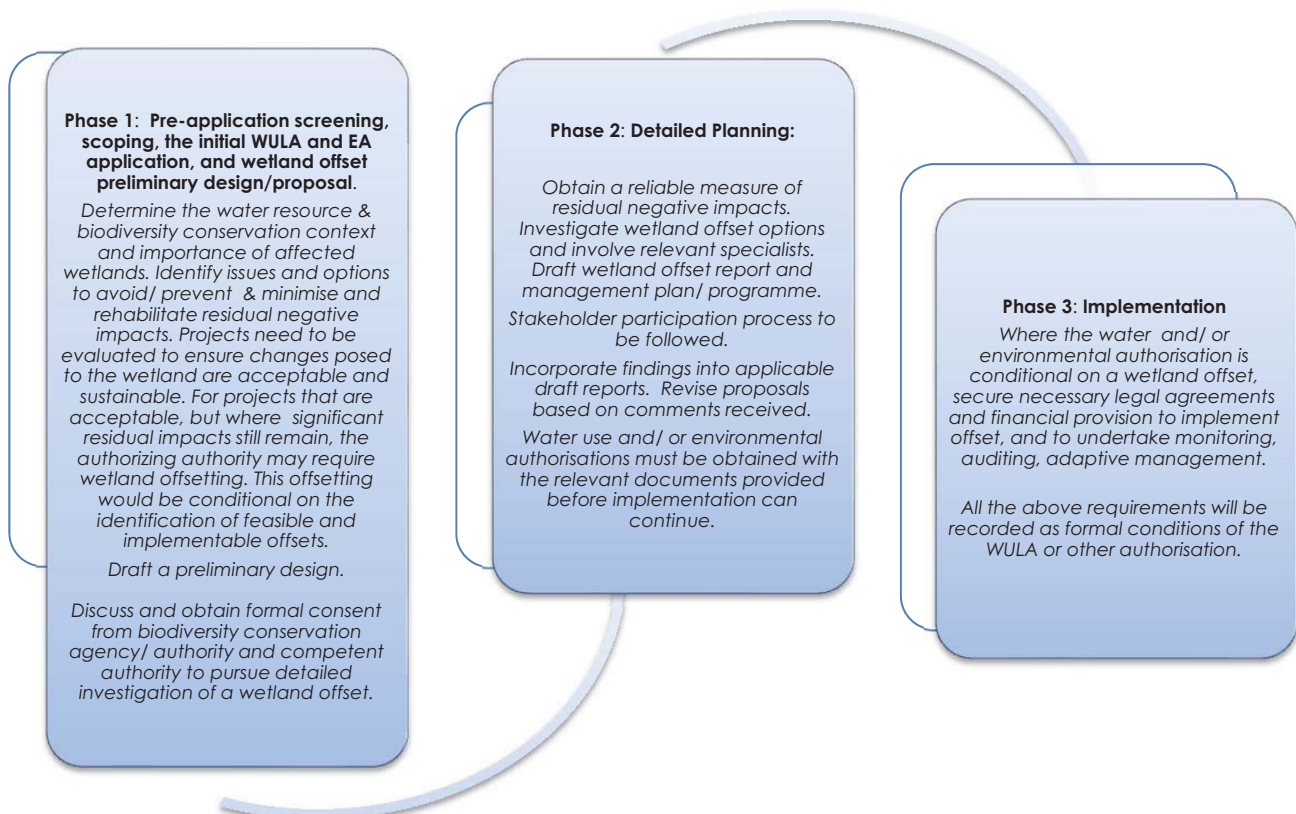 Phase 1:  Pre-application screening,
scoping, the initial WULA and EA
application, and wetland offset
preliminary design/proposal.
Determine the water resource &
biodiversity conservation context
and importance of affected
wetlands. Identify issues and options
to avoid/ prevent  & minimise and
rehabilitate residual negative
impacts. Projects need to be
evaluated to ensure changes posed
to the wetland are acceptable and
sustainable. For projects that are
acceptable, but where  significant
residual impacts still remain, the
authorizing authority may require
wetland offsetting. This offsetting
would be conditional on the
identification of feasible and
implementable offsets.
Draft a preliminary design.
Discuss and obtain formal consent
from biodiversity conservation
agency/ authority and competent
authority to pursue detailed
investigation of a wetland offset.
Phase 2: Detailed Planning:
Obtain a reliable measure of
residual negative impacts.
Investigate wetland offset options
and involve relevant specialists.
Draft wetland offset report and
management plan/ programme.
Stakeholder participation process to
be followed.
Incorporate findings into applicable
draft reports.  Revise proposals
based on comments received.
Water use and/ or environmental
authorisations must be obtained with
the relevant documents provided
before implementation can
continue.
Phase 3: Implementation
Where the water  and/ or
environmental authorisation is
conditional on a wetland offset,
secure necessary legal agreements
and financial provision to implement
offset, and to undertake monitoring,
auditing, adaptive management.
All the above requirements will be
recorded as formal conditions of the
WULA or other authorisation.